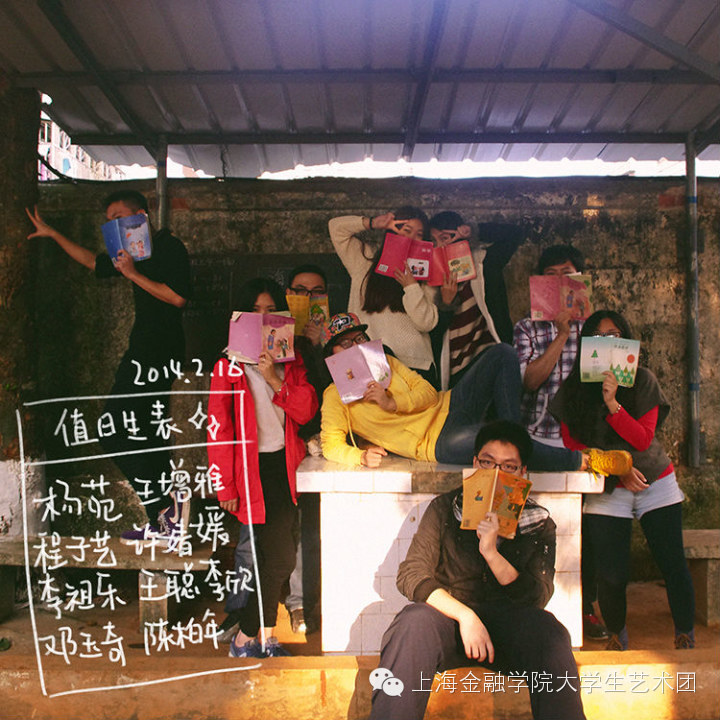 2014.2.18
值日生表
杨苑 王增雅
程子艺 许婧媛
李祖乐 王聪 李欣
邓玉奇 陈柏年
上海金融学院大学生艺术团